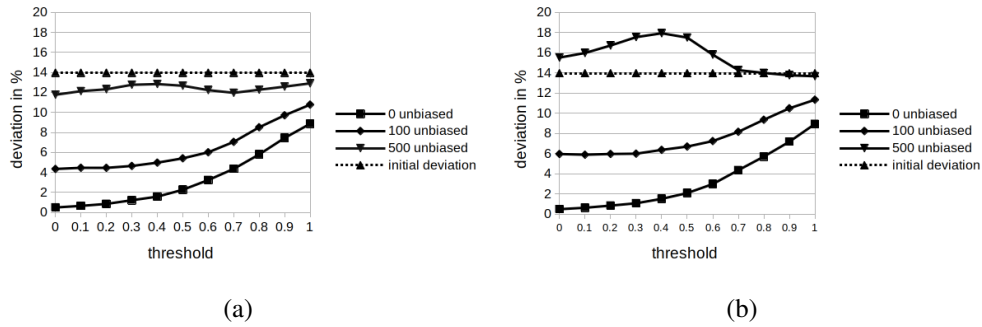 20
18
16
14
12
10
8
6
4
2
0
deviation in %
0 0.1 0.2 0.3 0.4 0.5 0.6 0.7 0.8 0.9 1
threshold
0 unbiased
100 unbiased
500 unbiased
initial deviation
(a)
20
18
16
14
12
10
8
6
4
2
0
deviation in %
0 0.1 0.2 0.3 0.4 0.5 0.6 0.7 0.8 0.9 1
threshold
0 unbiased
100 unbiased
500 unbiased
initial deviation
(b)